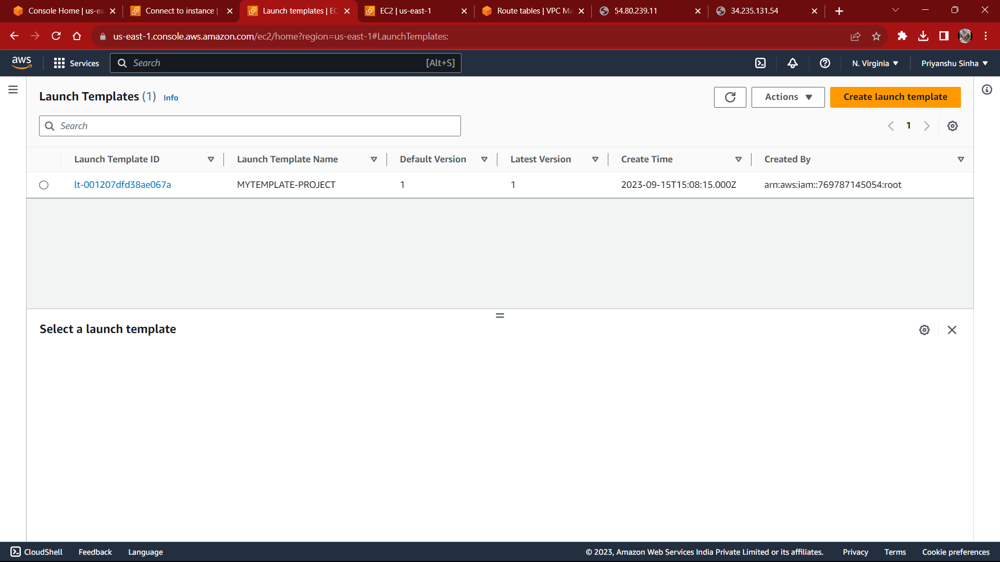 Console Home | us-ea
Connect to instance |
Launch templates | EC
EC2 | us-east-1
Route tables | VPC Ma
54.80.239.11
34.235.131.54
us-east-1.console.aws.amazon.com/ec2/home?region=us-east-1#LaunchTemplates:
aws
Services
Search
[Alt+S]
N. Virginia
Priyanshu Sinha
Launch Templates (1) Info
Actions
Create launch template
Search
1
Launch Template ID
Launch Template Name
Default Version
Latest Version
Create Time
Created By
lt-001207dfd38ae067a
MYTEMPLATE-PROJECT
1
1
2023-09-15T15:08:15.000Z
arn:aws:iam::769787145054:root
Select a launch template
CloudShell
Feedback
Language
© 2023, Amazon Web Services India Private Limited or its affiliates.
Privacy
Terms
Cookie preferences